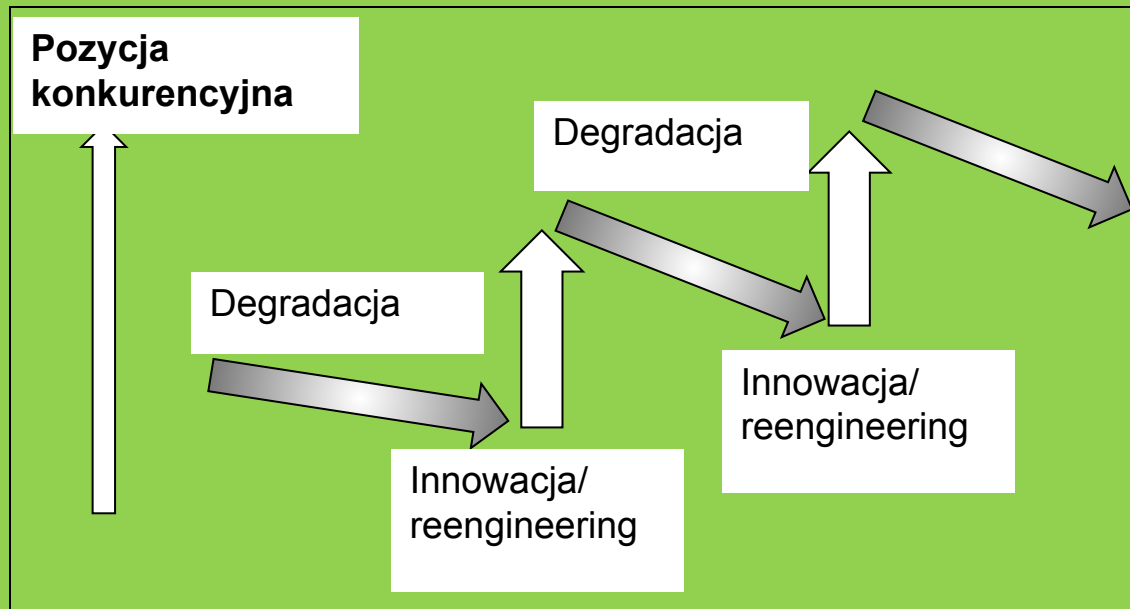 Pozycja
konkurencyjna
Degradacja
Degradacja
Innowacja/
reengineering
Innowacja/
reengineering